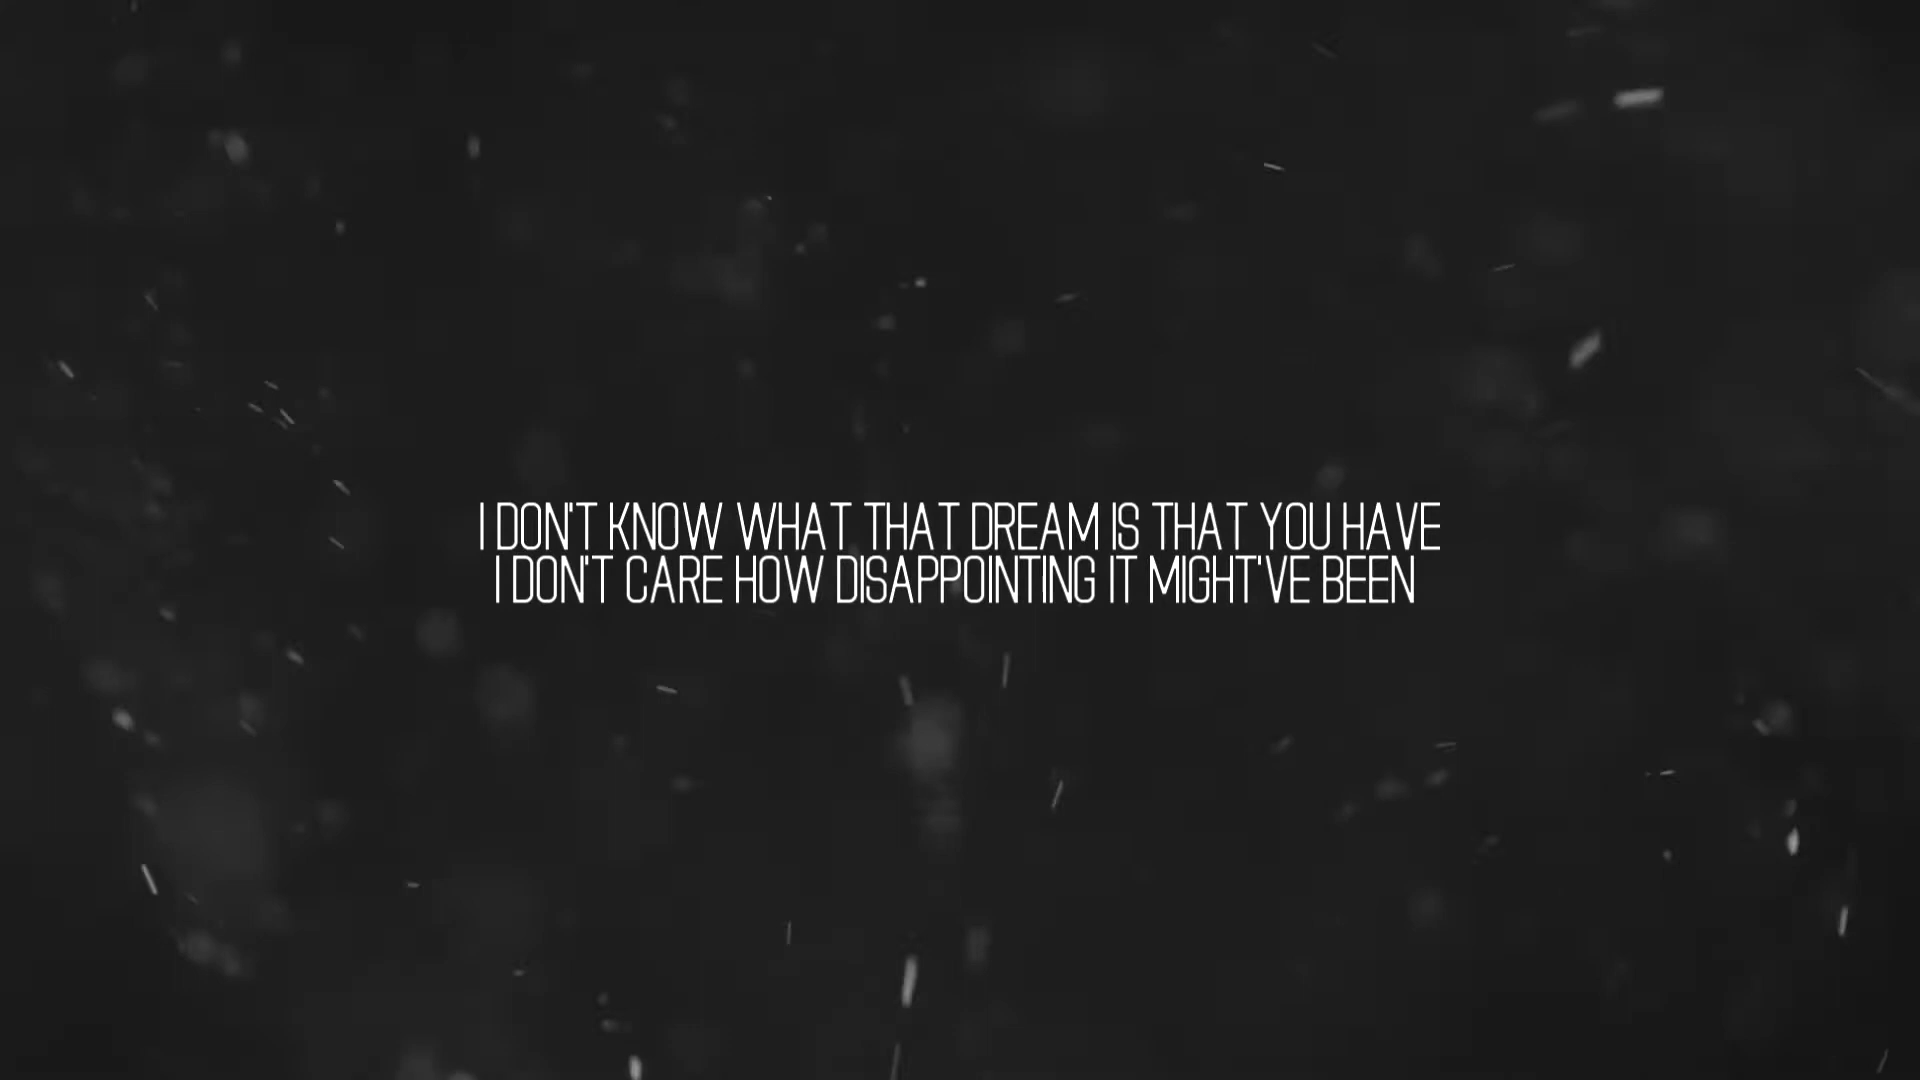 I DON'T KNOW WHAT THAT DREAM IS THAT YOU HAVE
I DON'T CARE HOW DISAPPOINTING IT MIGHT'VE BEEN